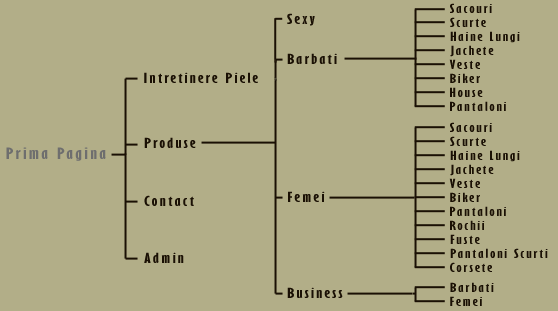 Prima Pagina
Intretinere Piele
Produse
Contact
Admin
Sexy
Barbati
Femei
Business
Sacouri
Scurte
Haine Lungi
Jachete
Veste
Biker
House
Pantaloni
Sacouri
Scurte
Haine Lungi
Jachete
Veste
Biker
Pantaloni
Rochii
Fuste
Pantaloni Scurti
Corsete
Barbati
Femei